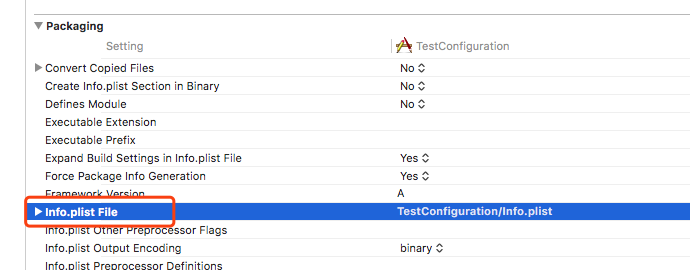 Packaging
Setting TestConfiguration
Convert Copied Files No
Create Info.plist Section in Binary No
Defines Module No
Executable Extension
Executable Prefix
Expand Build Settings in Info.plist File Yes
Force Package Info Generation Yes
Framework Version A
Info.plist File TestConfiguration/Info.plist
Info.plist Other Preprocessor Flags
Info.plist Output Encoding binary
Info.plist Preprocessor Definitions